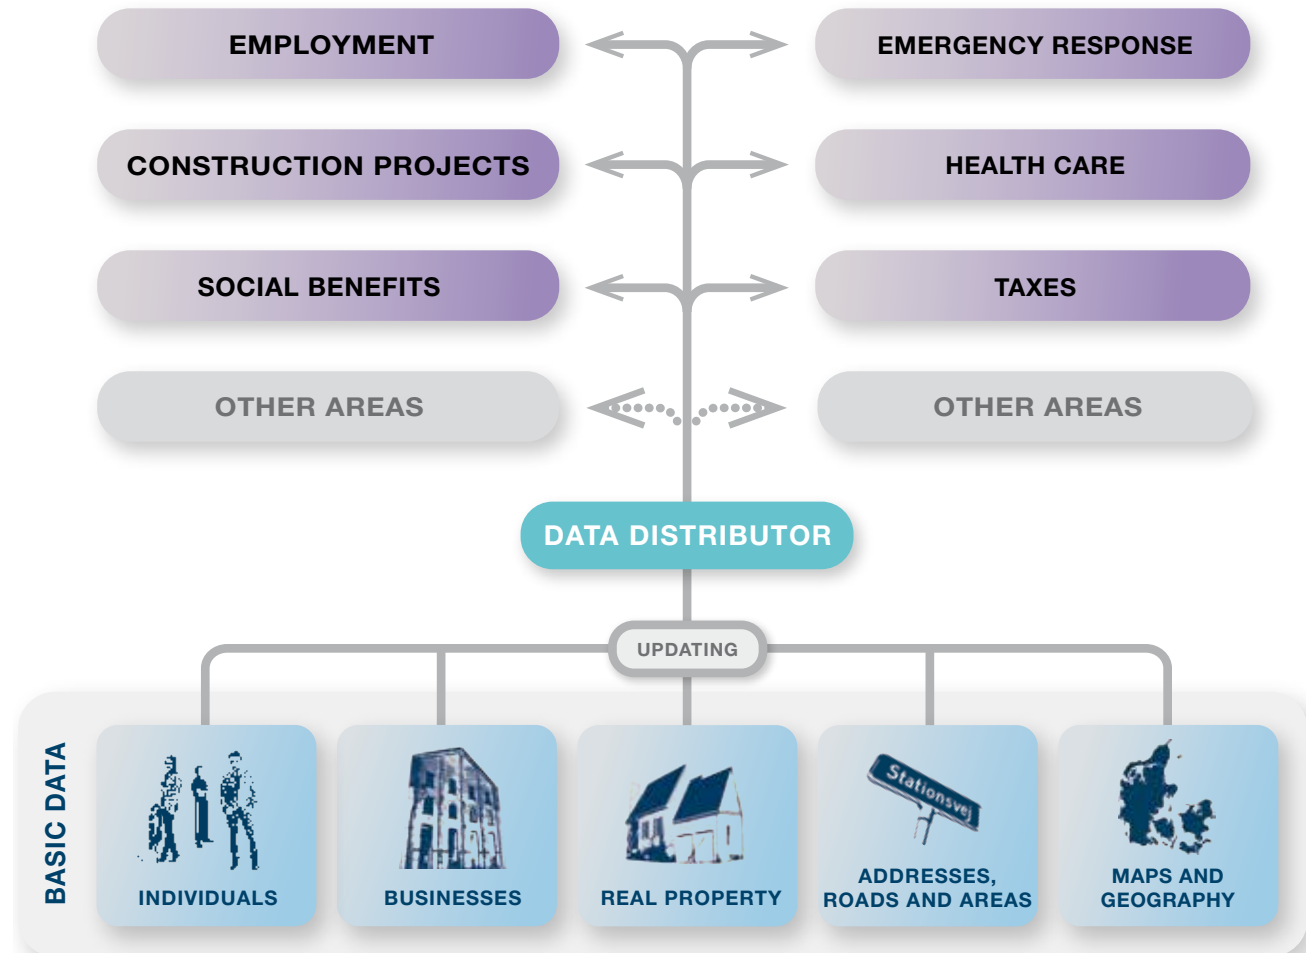 EMPLOYMENT
EMERGENCY RESPONSE
CONSTRUCTION PROJECTS
HEALTH CARE
SOCIAL BENEFITS
TAXES
OTHER AREAS
OTHER AREAS
DATA DISTRIBUTOR
UPDATING
BASIC DATA
INDIVIDUALS
BUSINESSES
REAL PROPERTY
Stationsvej
ADDRESSES,
ROADS AND AREAS
MAPS AND
GEOGRAPHY